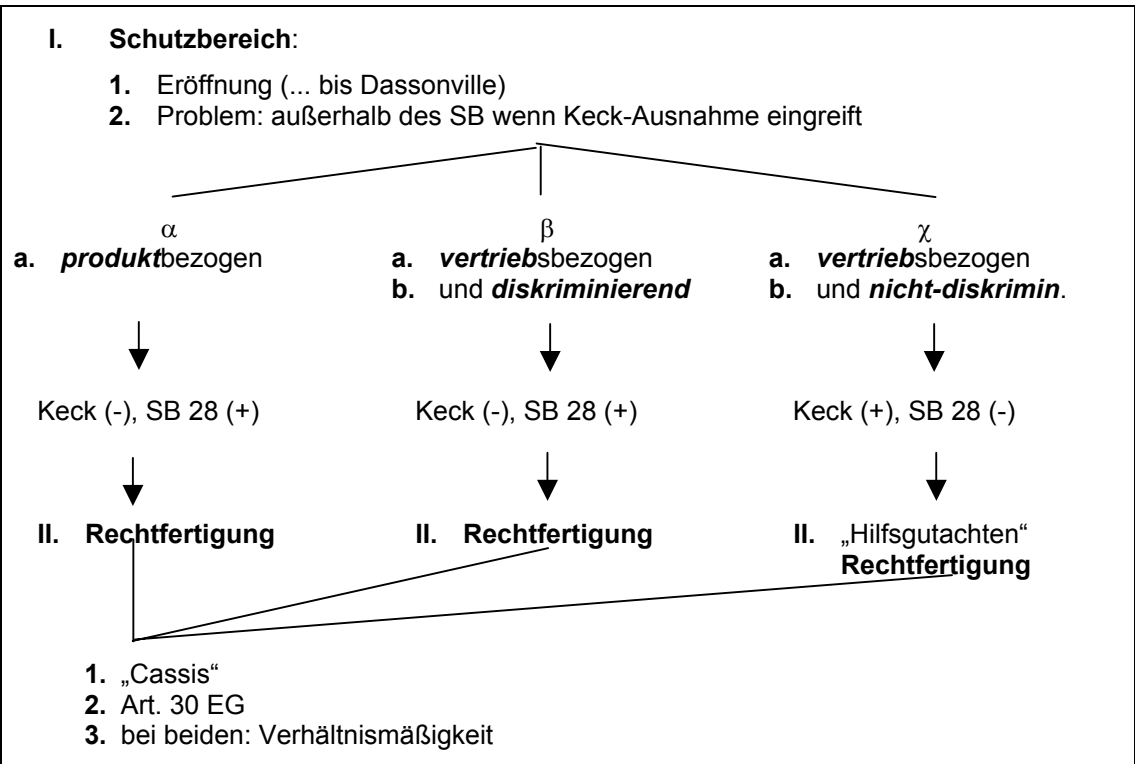 I. Schutzbereich:
1. Eröffnung (... bis Dassonville)
2. Problem: außerhalb des SB wenn Keck-Ausnahme eingreift
α
a. produktbezogen
β
a. vertriebsbezogen
b. und diskriminierend
χ
a. vertriebsbezogen
b. und nicht-diskrimin.
Keck (-), SB 28 (+)
Keck (-), SB 28 (+)
Keck (+), SB 28 (-)
II. Rechtfertigung
II. Rechtfertigung
II. „Hilfsgutachten“
Rechtfertigung
1. „Cassis“
2. Art. 30 EG
3. bei beiden: Verhältnismäßigkeit